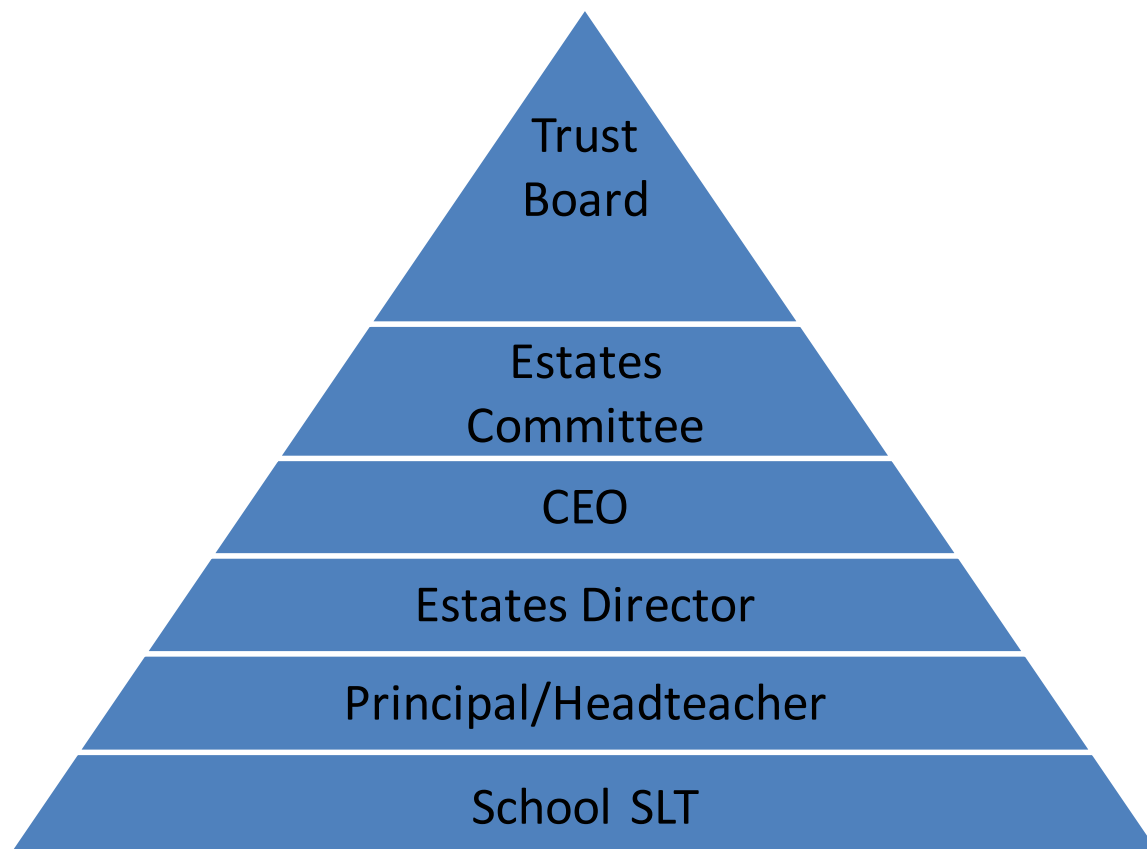 Trust
Board
Estates
Committee
CEO
Estates Director
Principal/Headteacher
School SLT